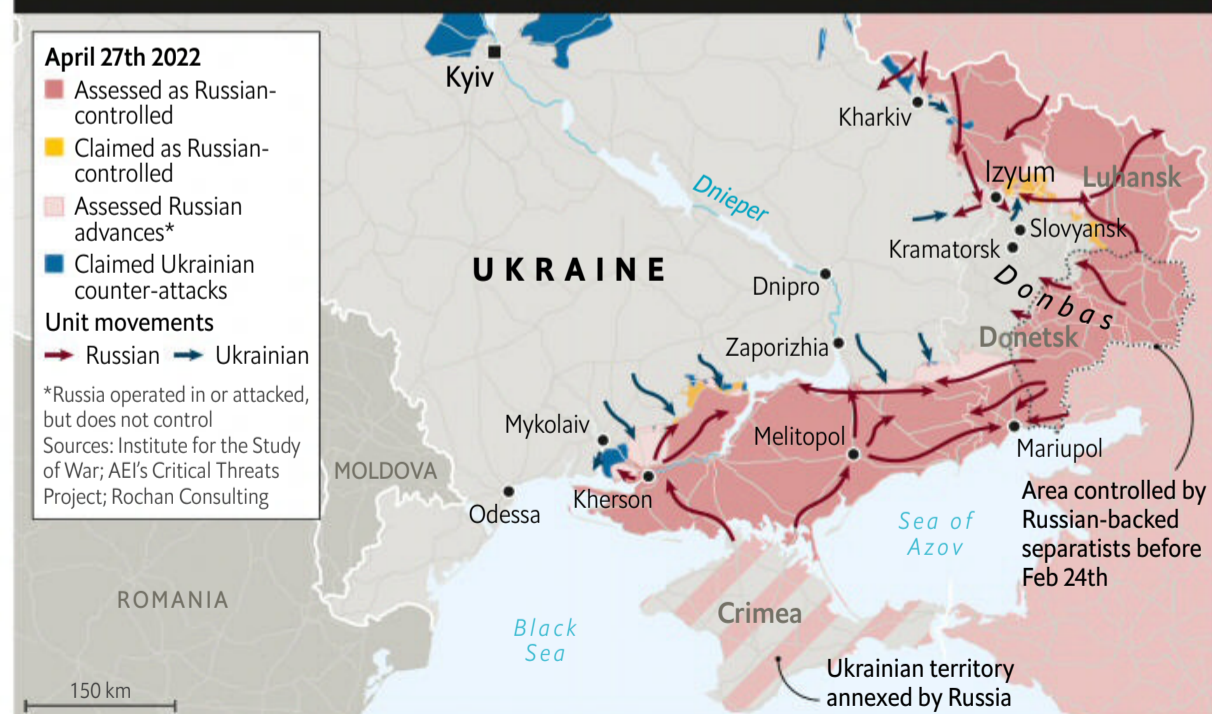 April 27th 2022
Assessed as Russian-
controlled
Claimed as Russian-
controlled
Assessed Russian
advances*
Claimed Ukrainian
counter-attacks
Unit movements
Russian
Ukrainian
*Russia operated in or attacked,
but does not control
Sources: Institute for the Study
of War; AEI's Critical Threats
Project; Rochan Consulting
Kyiv
Kharkiv
Izyum
Luhansk
Dnieper
Slovyansk
Kramatorsk
UKRAINE
Dnipro
Donbas
Donetsk
Zaporizhia
Mykolaiv
Melitopol
Mariupol
MOLDOVA
Kherson
Odessa
Area controlled by
Russian-backed
separatists before
Feb 24th
Sea of
Azov
ROMANIA
Crimea
Black
Sea
Ukrainian territory
annexed by Russia
150 km